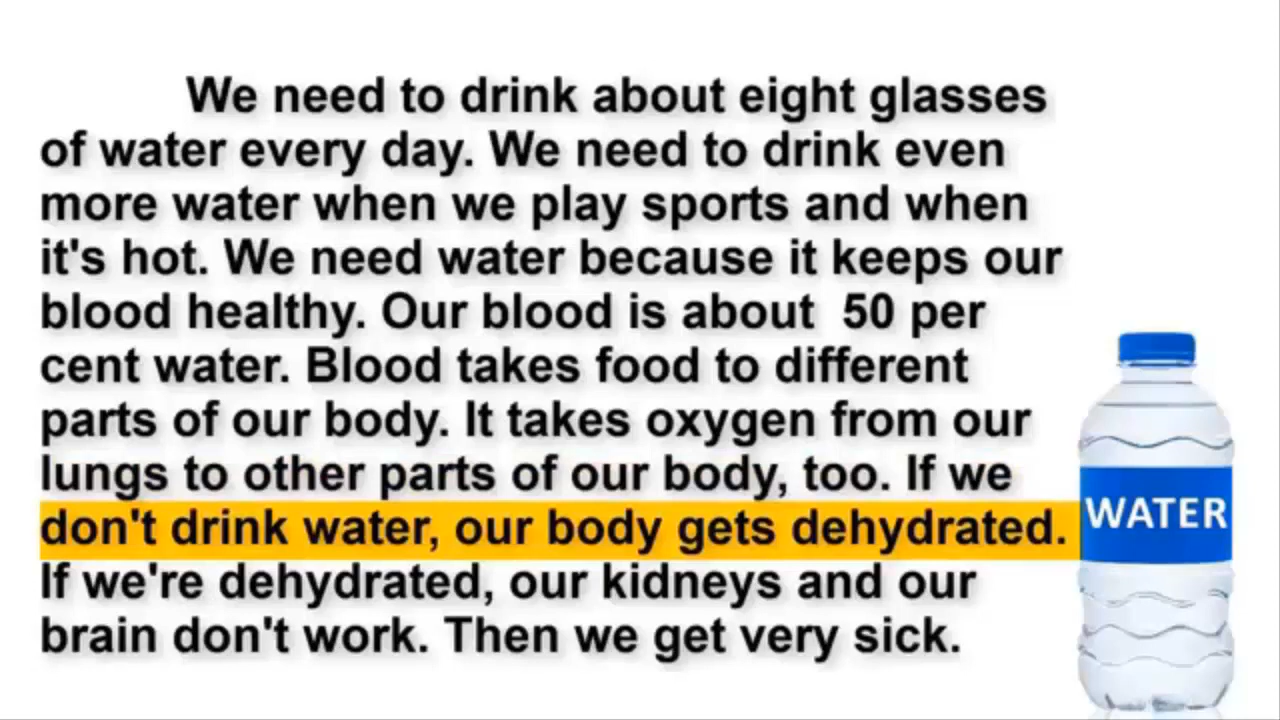 We need to drink about eight glasses
of water every day. We need to drink even
more water when we play sports and when
it's hot. We need water because it keeps our
blood healthy. Our blood is about  50 per
cent water. Blood takes food to different
parts of our body. It takes oxygen from our
lungs to other parts of our body, too. If we
don't drink water, our body gets dehydrated.
If we're dehydrated, our kidneys and our
brain don't work. Then we get very sick.
WATER